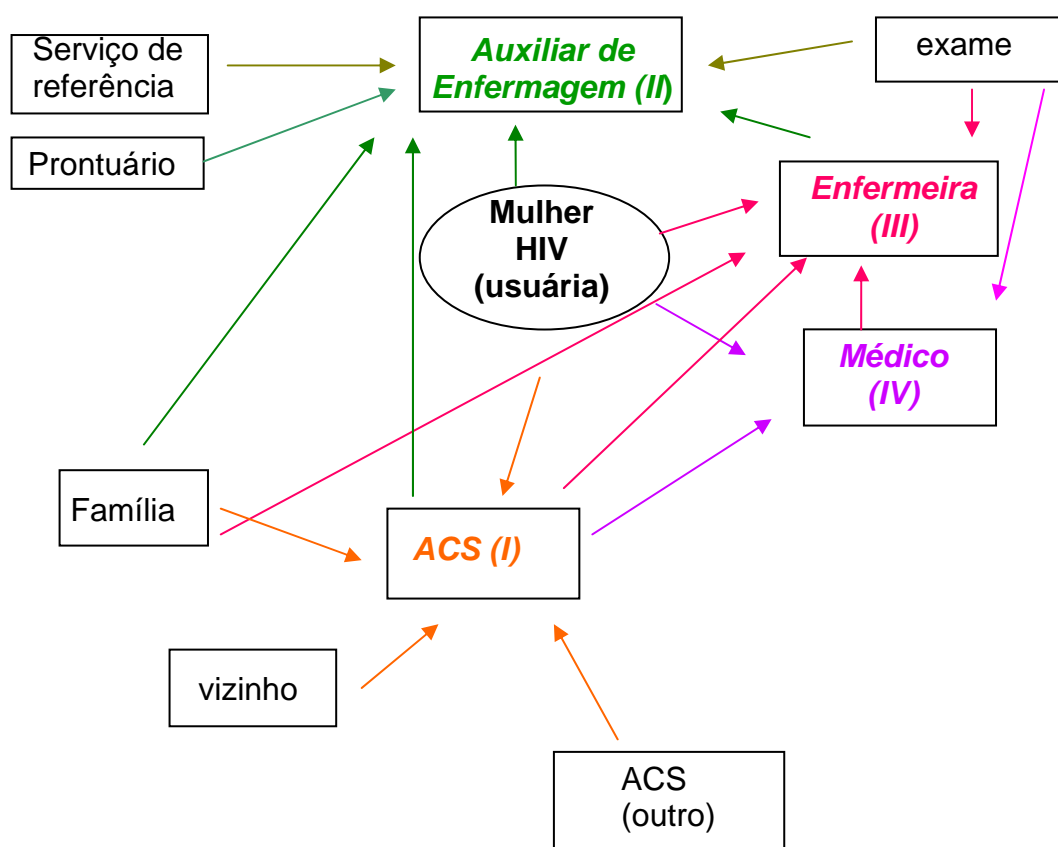 Serviço de
referência
Auxiliar de
Enfermagem (II)
exame
Prontuário
Enfermeira
(III)
Mulher
HIV
(usuária)
Médico
(IV)
Família
ACS (I)
vizinho
ACS
(outro)